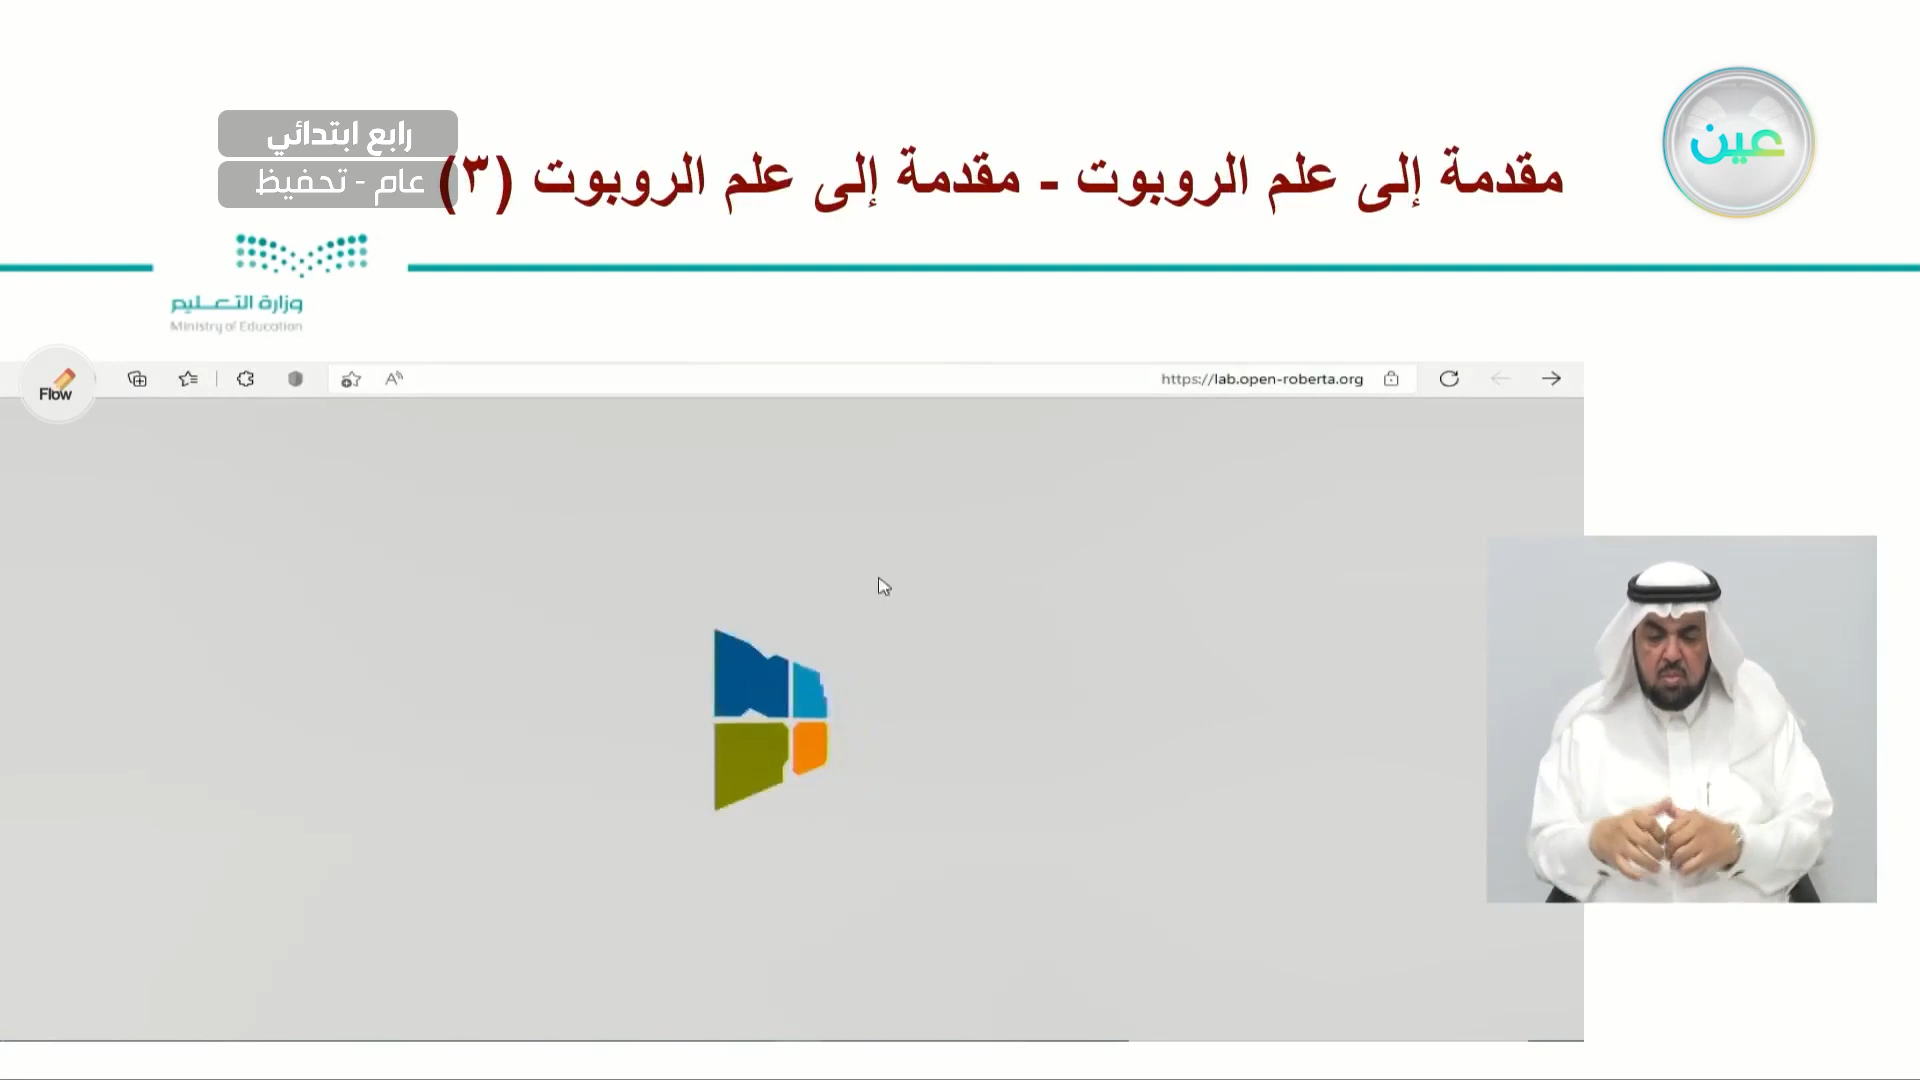 عين
رابع ابتدائي
عام - تحفيظ
مقدمة إلى علم الروبوت - مقدمة إلى علم الروبوت (٣)
وزارة التعليم
Ministry of Education
Flow
https://lab.open-roberta.org